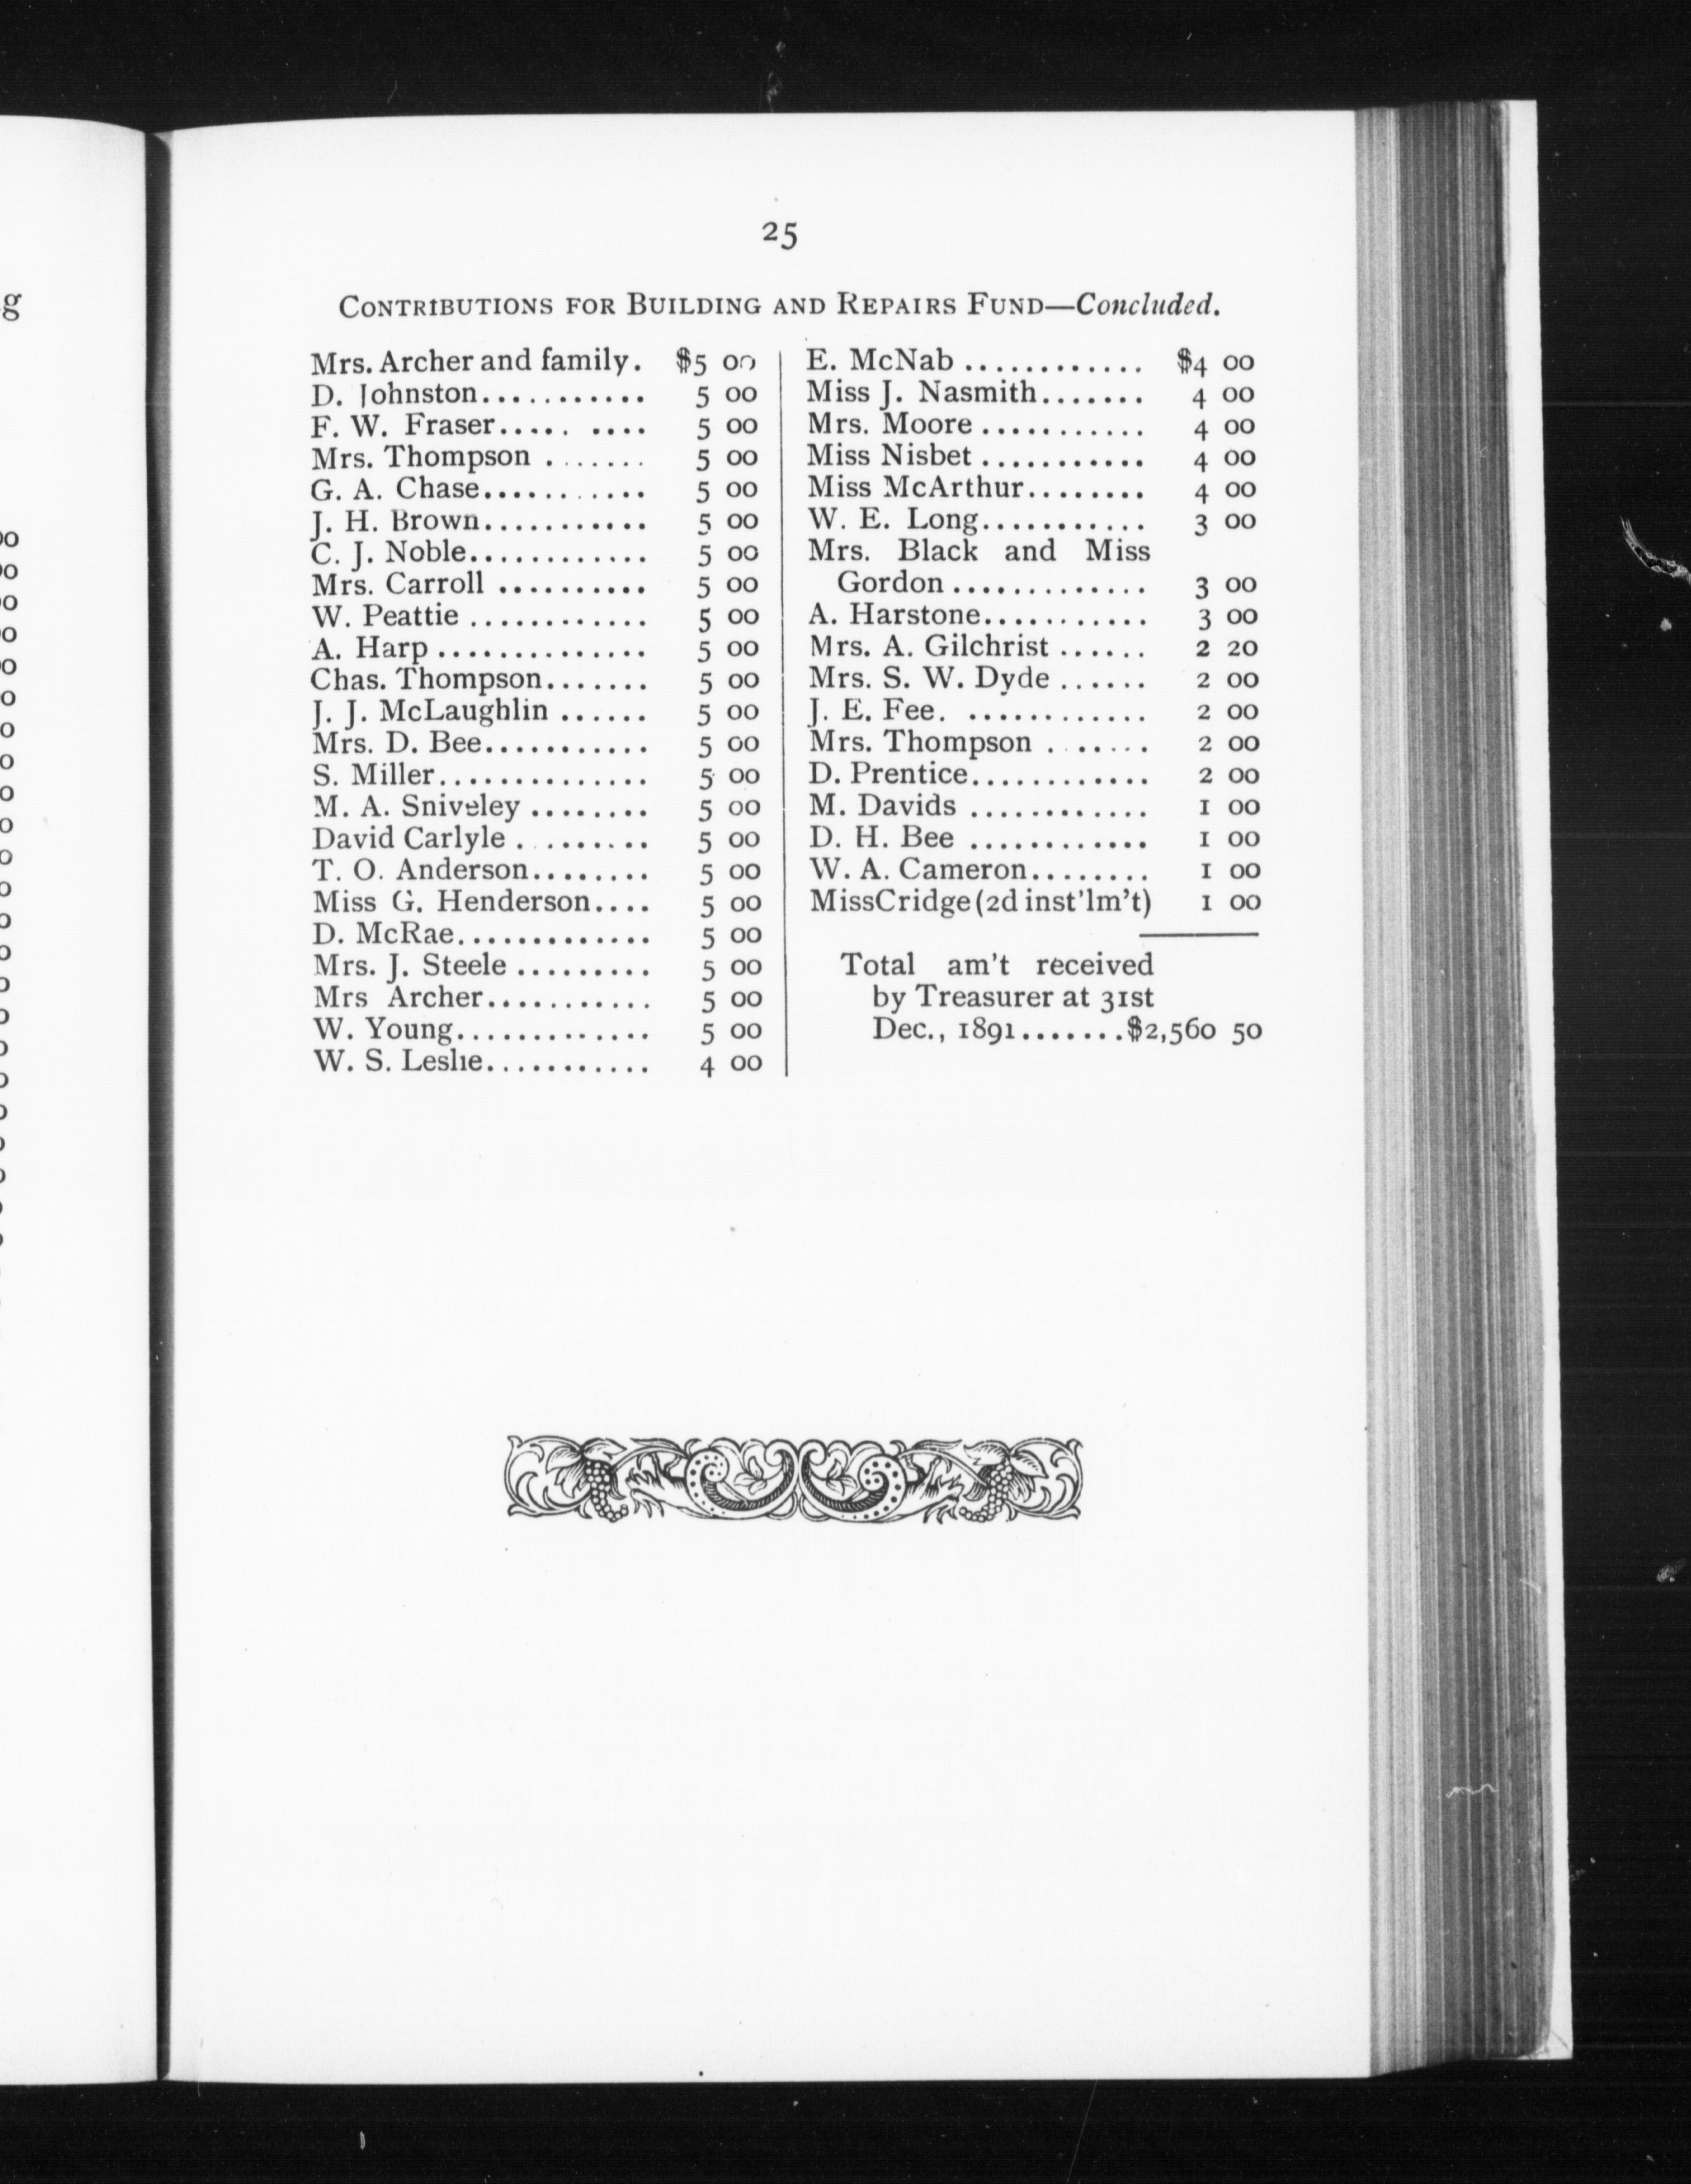 25
CONTRIBUTIONS FOR BUILDING AND REPAIRS FUND—Concluded.
Mrs. Archer and family. $5 00
D. Johnston........... 5 00
F. W. Fraser..... .... 5 00
Mrs. Thompson ....... 5 00
G. A. Chase........... 5 00
J. H. Brown........... 5 00
C. J. Noble............ 5 00
Mrs. Carroll .......... 5 00
W. Peattie ............ 5 00
A. Harp .............. 5 00
Chas. Thompson....... 5 00
J. J. McLaughlin ...... 5 00
Mrs. D. Bee........... 5 00
S. Miller.............. 5 00
M. A. Sniveley ........ 5 00
David Carlyle ......... 5 00
T. O. Anderson........ 5 00
Miss G. Henderson.... 5 00
D. McRae............. 5 00
Mrs. J. Steele ......... 5 00
Mrs Archer........... 5 00
W. Young............. 5 00
W. S. Leslie........... 4 00
E. McNab ............ $4 00
Miss J. Nasmith....... 4 00
Mrs. Moore ........... 4 00
Miss Nisbet ........... 4 00
Miss McArthur........ 4 00
W. E. Long........... 3 00
Mrs. Black and Miss
Gordon ............. 3 00
A. Harstone........... 3 00
Mrs. A. Gilchrist ...... 2 20
Mrs. S. W. Dyde ...... 2 00
J. E. Fee. ............ 2 00
Mrs. Thompson ....... 2 00
D. Prentice............ 2 00
M. Davids ............ 1 00
D. H. Bee ............ 1 00
W. A. Cameron........ 1 00
MissCridge (2d inst'lm't) 1 00
Total am't received
by Treasurer at 31st
Dec., 1891.......$2,560 50